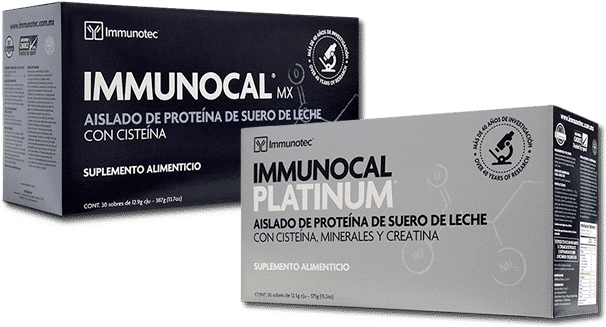 Immunotec
MÁS DE 40 AÑOS DE INVESTIGACIÓN
OVER 40 YEARS OF RESEARCH
IMMUNOCAL® MX
AISLADO DE PROTEÍNA DE SUERO DE LECHE
CON CISTEÍNA
SUPLEMENTO ALIMENTICIO
CONT. 30 sobres de 12.9g c/u – 387g (13.7oz)
www.immunotec.com.mx
Immunotec
MÁS DE 40 AÑOS DE INVESTIGACIÓN
OVER 40 YEARS OF RESEARCH
IMMUNOCAL
PLATINUM®
AISLADO DE PROTEÍNA DE SUERO DE LECHE
CON CISTEÍNA, MINERALES Y CREATINA
SUPLEMENTO ALIMENTICIO
CONT. 30 sobres de 12.5g c/u – 375g (13.2oz)
www.immunotec.com.mx